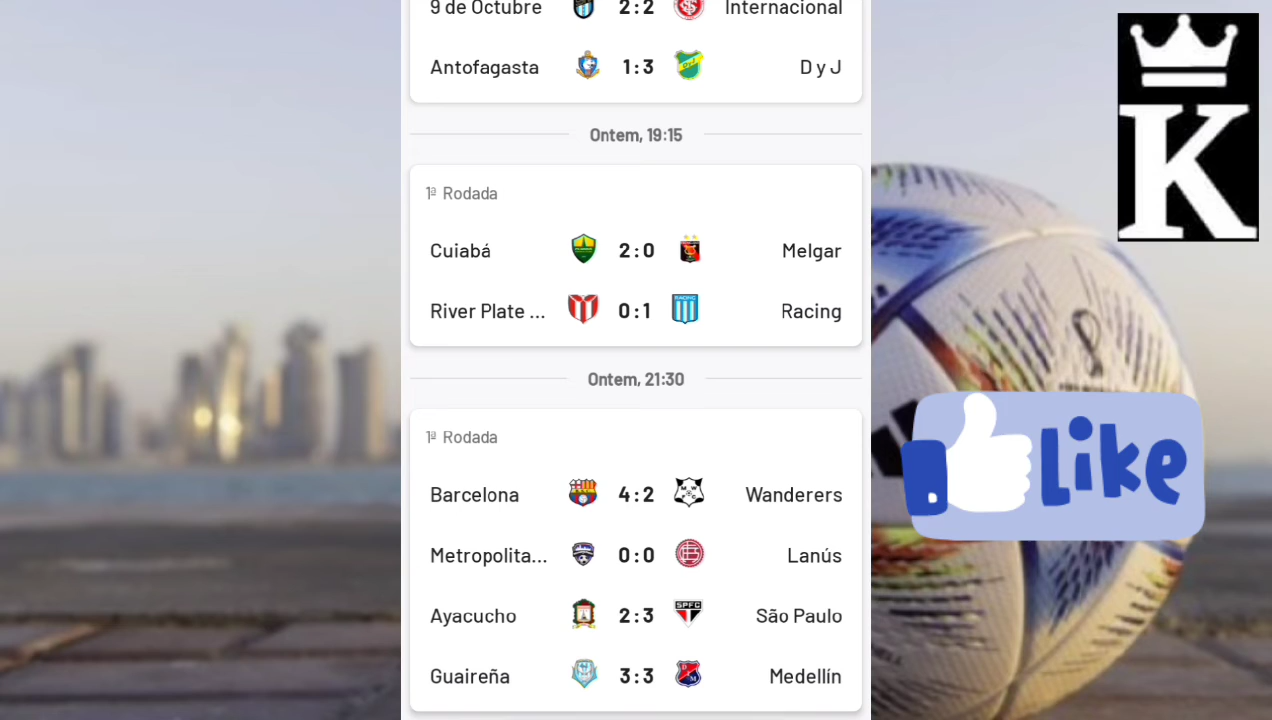 9 de Octubre 2:2 Internacional
Antofagasta 1:3 D y J
Ontem, 19:15
1ª Rodada
Cuiabá 2:0 Melgar
River Plate ... 0:1 Racing
Ontem, 21:30
1ª Rodada
Barcelona 4:2 Wanderers
Metropolita... 0:0 Lanús
Ayacucho 2:3 São Paulo
Guaireña 3:3 Medellín
K
Like
RACING
SPFC